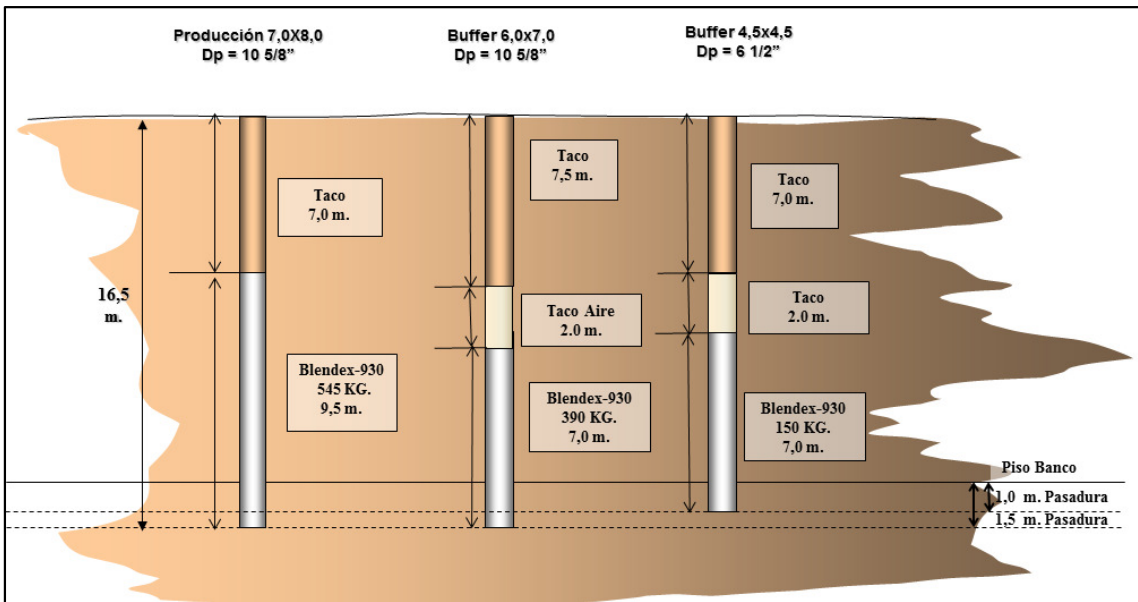 Producción 7,0X8,0
Dp = 10 5/8”
Buffer 6,0x7,0
Dp = 10 5/8”
Buffer 4,5x4,5
Dp = 6 1/2”
Taco
7,0 m.
Taco
7,5 m.
Taco
7,0 m.
16,5
m.
Taco Aire
2.0 m.
Taco
2.0 m.
Blendex-930
545 KG.
9,5 m.
Blendex-930
390 KG.
7,0 m.
Blendex-930
150 KG.
7,0 m.
Piso Banco
1,0 m. Pasadura
1,5 m. Pasadura